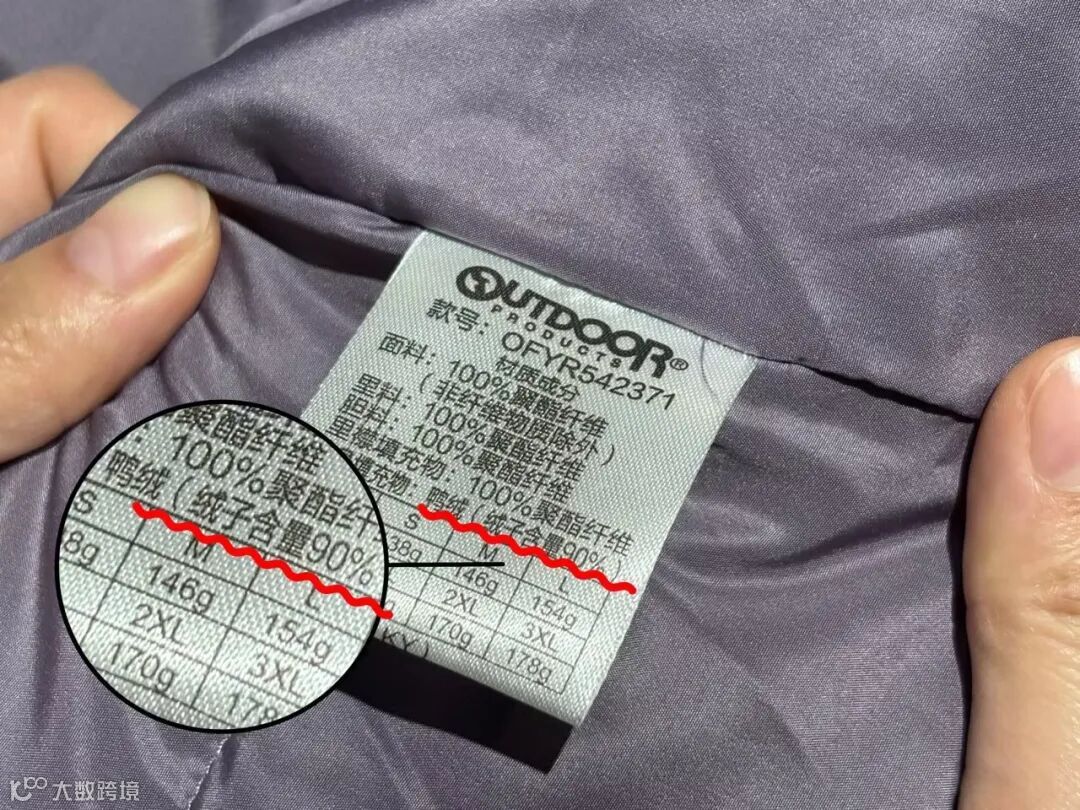 OUTDOOR®
PRODUCTS
款号：OFYR542371
材质成分
面料：100%聚酯纤维
（非纤维物质除外）
里料：100%聚酯纤维
胆料：100%聚酯纤维
填充物：100%聚酯纤维
填充物：鸭绒（绒子含量90%）
S M L
138g 146g 154g
2XL 3XL
170g 178g
KY）
聚酯纤维
：100%聚酯纤
鸭绒（绒子含量90%
S M L
8g 146g 154g
2XL 3XL
170g 178
大数跨境